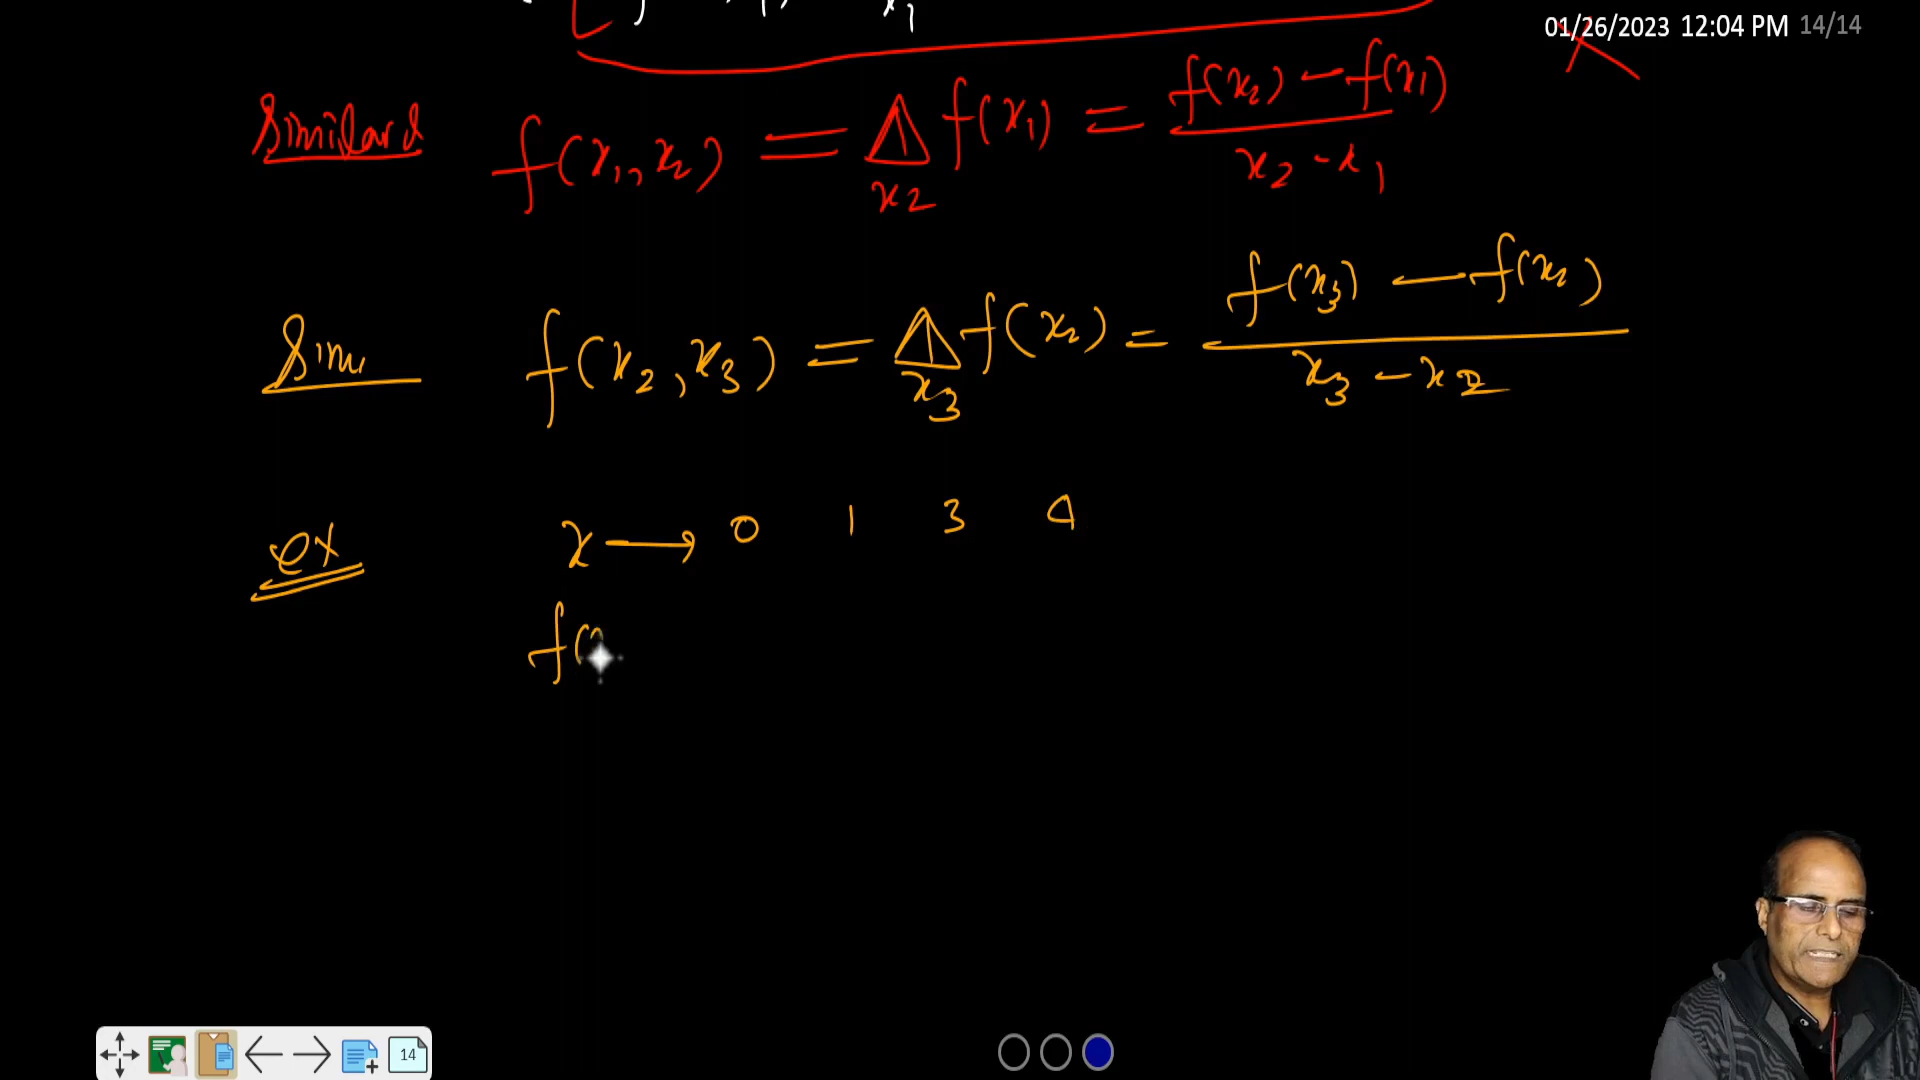 01/26/2023 12:04 PM 14/14
f(x₁, x₂) = Δ f(x₁) = f(x₂) - f(x₁)
x₂ x₂ - x₁
Sim f(x₂, x₃) = Δ f(x₂) = f(x₃) - f(x₂)
x₃ x₃ - x₂
ex x → 0 1 3 4
f(
14